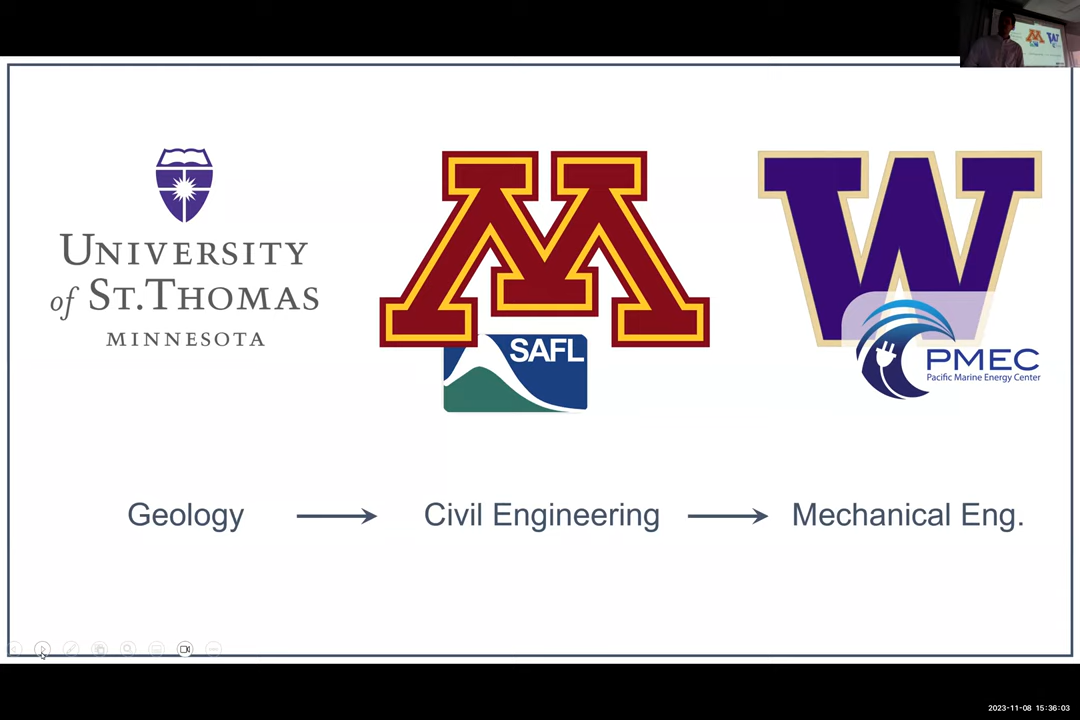 UNIVERSITY
of ST. THOMAS
MINNESOTA
M
SAFL
W
PMEC
Pacific Marine Energy Center
Geology
Civil Engineering
Mechanical Eng.
2023-11-08 15:36:03